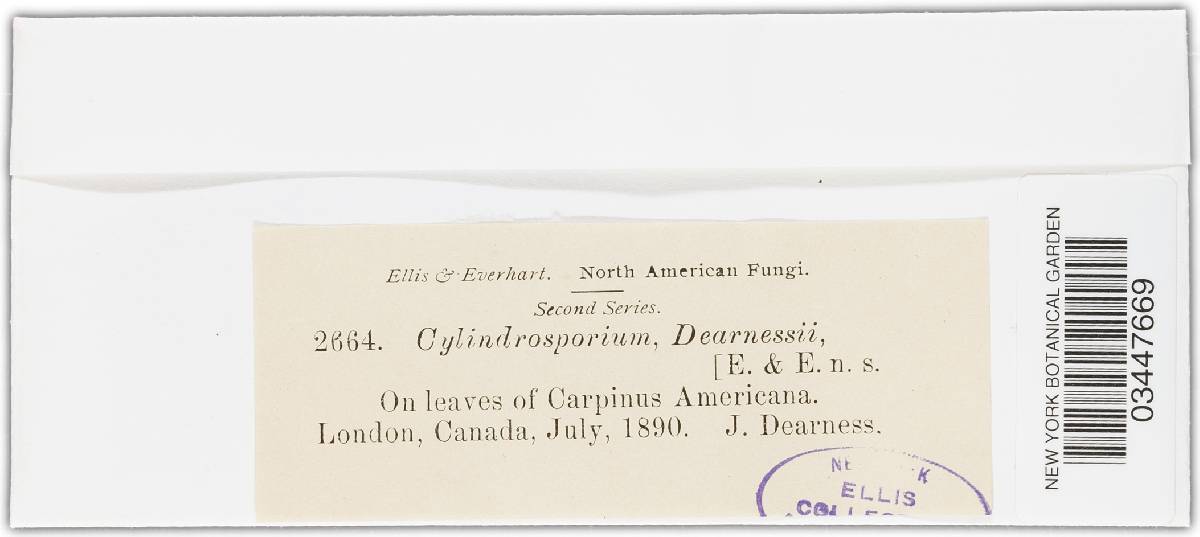 Ellis & Everhart. North American Fungi.
Second Series.
2664. Cylindrosporium, Dearnessii,
[E. & E. n. s.
On leaves of Carpinus Americana.
London, Canada, July, 1890. J. Dearness.
ELLIS
NEW YORK BOTANICAL GARDEN
03447669